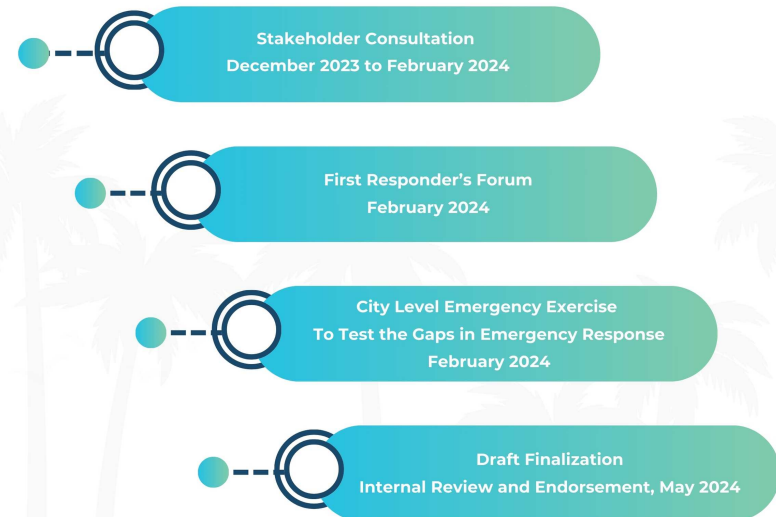 Stakeholder Consultation
December 2023 to February 2024
First Responder’s Forum
February 2024
City Level Emergency Exercise
To Test the Gaps in Emergency Response
February 2024
Draft Finalization
Internal Review and Endorsement, May 2024